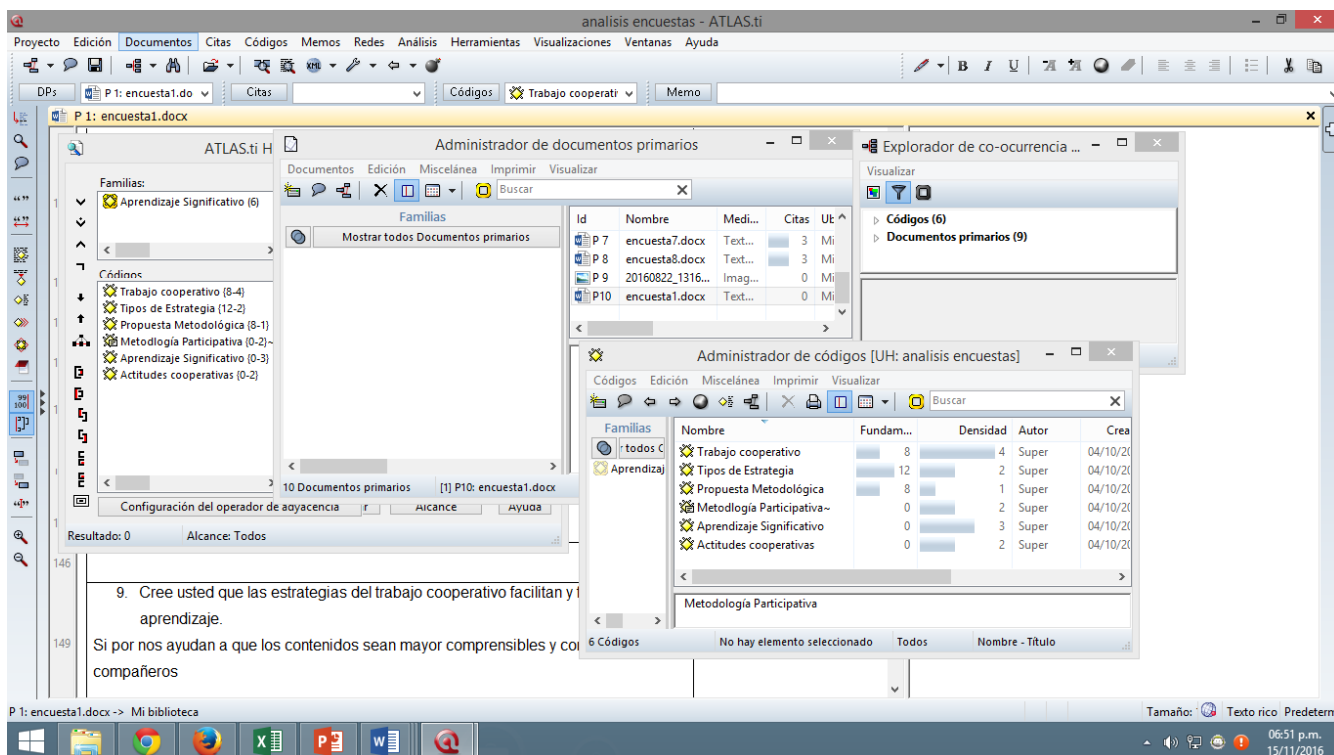 analisis encuestas - ATLAS.ti
Proyecto Edición Documentos Citas Códigos Memos Redes Análisis Herramientas Visualizaciones Ventanas Ayuda
B I U
DPs P 1: encuesta1.do Citas Códigos Trabajo cooperati Memo
P 1: encuesta1.docx
ATLAS.ti H
Familias:
Aprendizaje Significativo (6)
Códigos
Trabajo cooperativo {8-4}
Tipos de Estrategia {12-2}
Propuesta Metodológica {8-1}
Metodlogía Participativa {0-2}~
Aprendizaje Significativo {0-3}
Actitudes cooperativas {0-2}
Configuración del operador de adyacencia r Alcance Ayuda
Resultado: 0 Alcance: Todos
Administrador de documentos primarios
Documentos Edición Miscelánea Imprimir Visualizar
Buscar
Familias
Mostrar todos Documentos primarios
Id Nombre Medi... Citas Ub
P 7 encuesta7.docx Text... 3 Mi
P 8 encuesta8.docx Text... 3 Mi
P 9 20160822_1316... Imag... 0 Mi
P10 encuesta1.docx Text... 0 Mi
10 Documentos primarios [1] P10: encuesta1.docx
Explorador de co-ocurrencia ...
Visualizar
Códigos (6)
Documentos primarios (9)
Administrador de códigos [UH: analisis encuestas]
Códigos Edición Miscelánea Imprimir Visualizar
Buscar
Familias
todos C
Aprendizaj
Nombre Fundam... Densidad Autor Crea
Trabajo cooperativo 8 4 Super 04/10/20
Tipos de Estrategia 12 2 Super 04/10/20
Propuesta Metodológica 8 1 Super 04/10/20
Metodlogía Participativa~ 0 2 Super 04/10/20
Aprendizaje Significativo 0 3 Super 04/10/20
Actitudes cooperativas 0 2 Super 04/10/20
Metodología Participativa
6 Códigos No hay elemento seleccionado Todos Nombre - Título
146
9. Cree usted que las estrategias del trabajo cooperativo facilitan y
aprendizaje.
149 Si por nos ayudan a que los contenidos sean mayor comprensibles y
compañeros
P 1: encuesta1.docx -> Mi biblioteca
Tamaño: Texto rico Predeterm
06:51 p.m.
15/11/2016